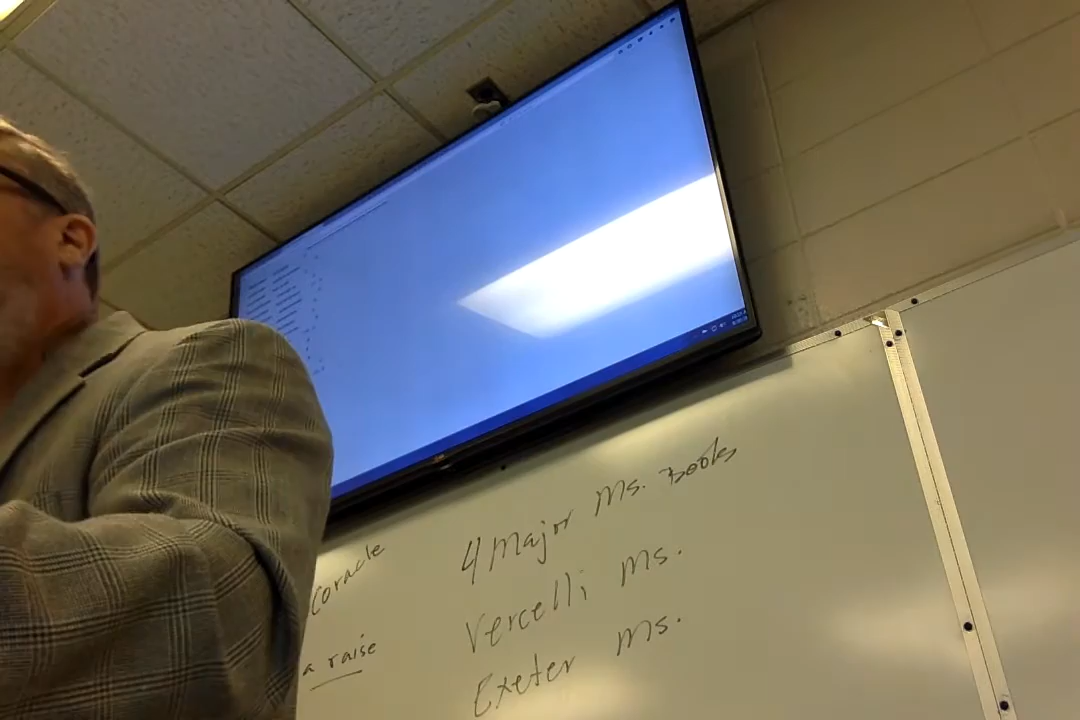 4 Major Ms. Books
Vercelli Ms.
Exeter Ms.
Coracle
a raise